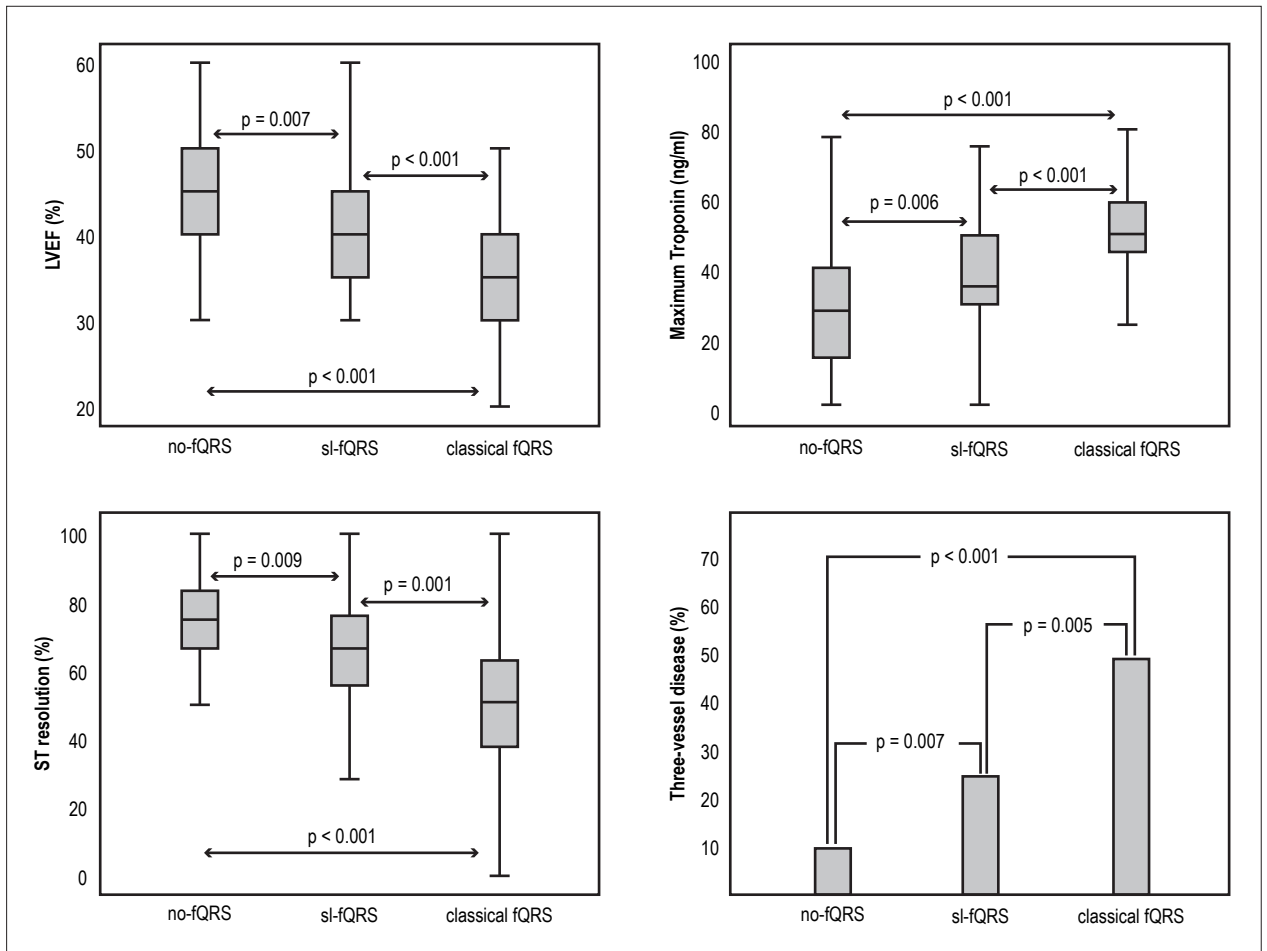 LVEF (%)
60
50
40
30
20
p = 0.007
p < 0.001
p < 0.001
no-fQRS
sl-fQRS
classical fQRS
Maximum Troponin (ng/ml)
100
80
60
40
20
0
p < 0.001
p < 0.001
p = 0.006
no-fQRS
sl-fQRS
classical fQRS
ST resolution (%)
100
80
60
40
20
0
p = 0.009
p = 0.001
p < 0.001
no-fQRS
sl-fQRS
classical fQRS
Three-vessel disease (%)
70
60
50
40
30
20
10
p < 0.001
p = 0.005
p = 0.007
no-fQRS
sl-fQRS
classical fQRS